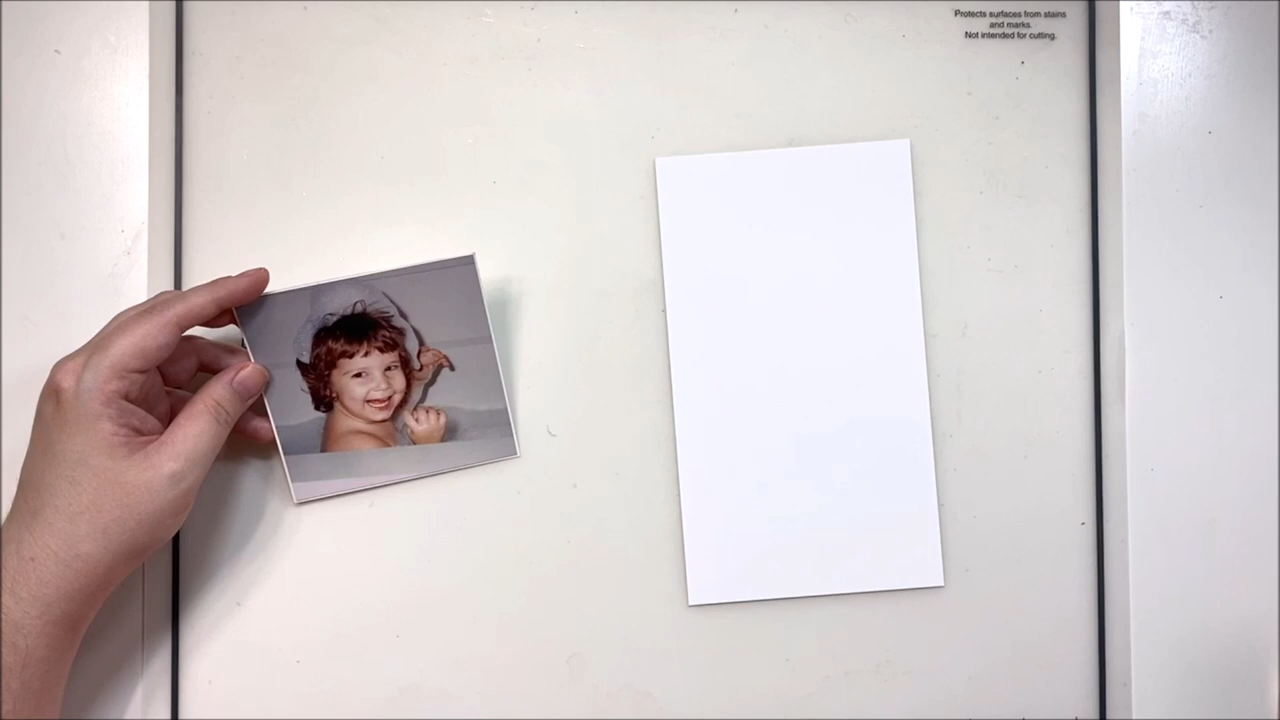 Protects surfaces from stains
and marks.
Not intended for cutting.